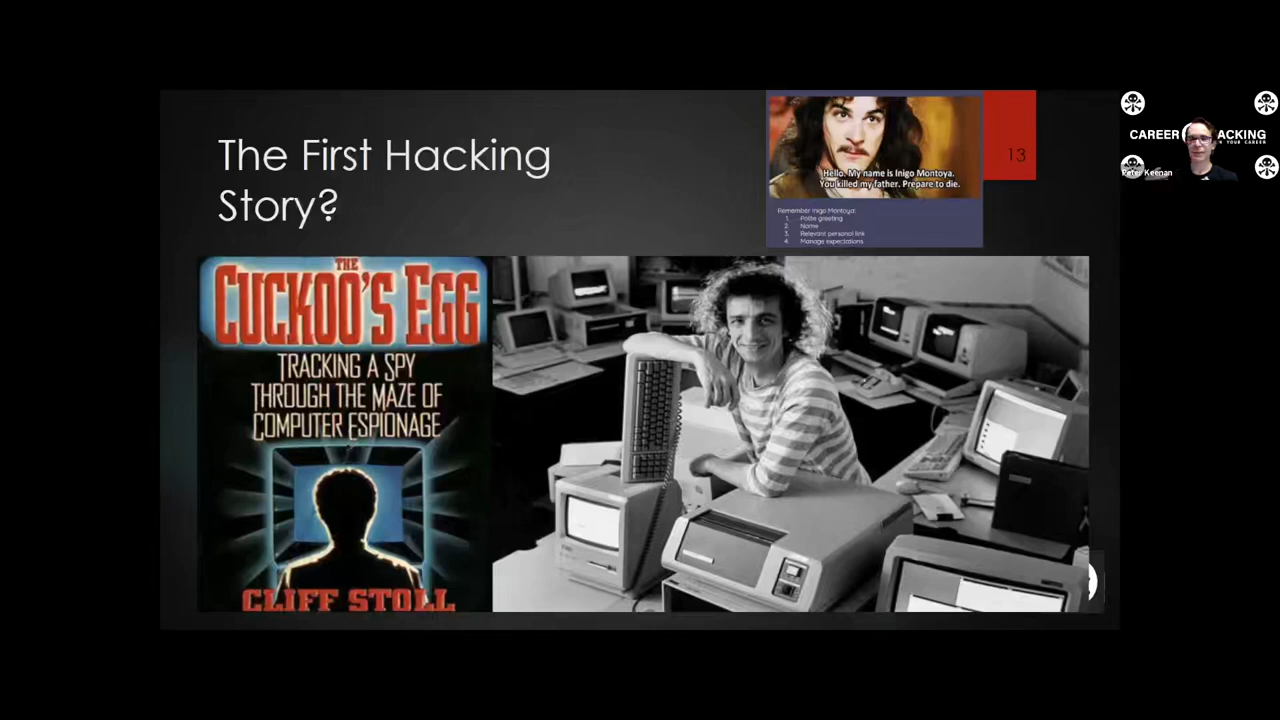 The First Hacking
Story?
Hello. My name is Inigo Montoya.
You killed my father. Prepare to die.
Remember Inigo Montoya:
1. Polite greeting
2. Name
3. Relevant personal link
4. Manage expectations
13
CAREER ACKING
YOUR CAREER
Peter Keenan
THE
CUCKOO'S EGG
TRACKING A SPY
THROUGH THE MAZE OF
COMPUTER ESPIONAGE
CLIFF STOLL